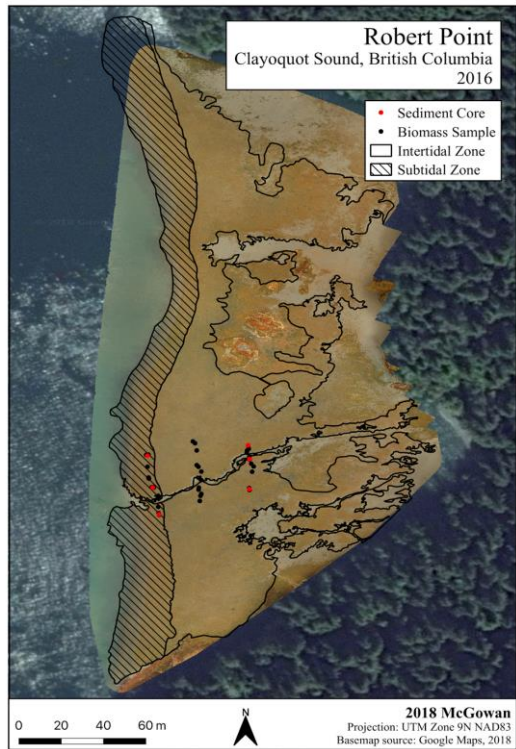 Robert Point
Clayoquot Sound, British Columbia
2016
Sediment Core
Biomass Sample
Intertidal Zone
Subtidal Zone
0 20 40 60 m
N
2018 McGowan
Projection: UTM Zone 9N NAD83
Basemap source: Google Maps, 2018